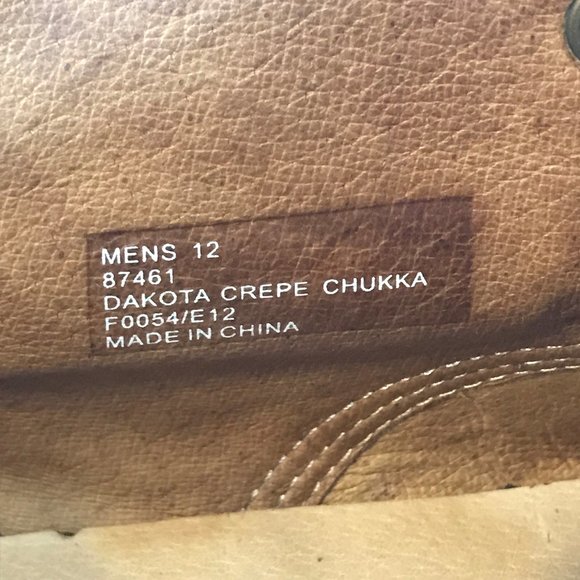 MENS 12
87461
DAKOTA CREPE CHUKKA
F0054/E12
MADE IN CHINA